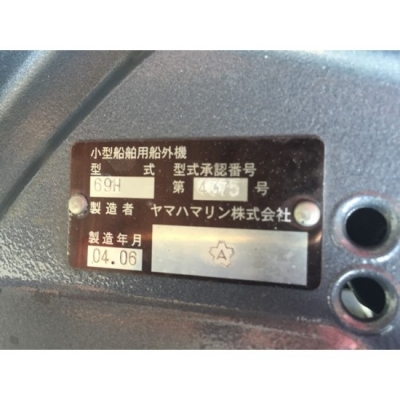 小型船舶用船外機
型 式 型式承認番号
69H 第 4375 号
製造者 ヤマハマリン株式会社
製造年月
04.06
A